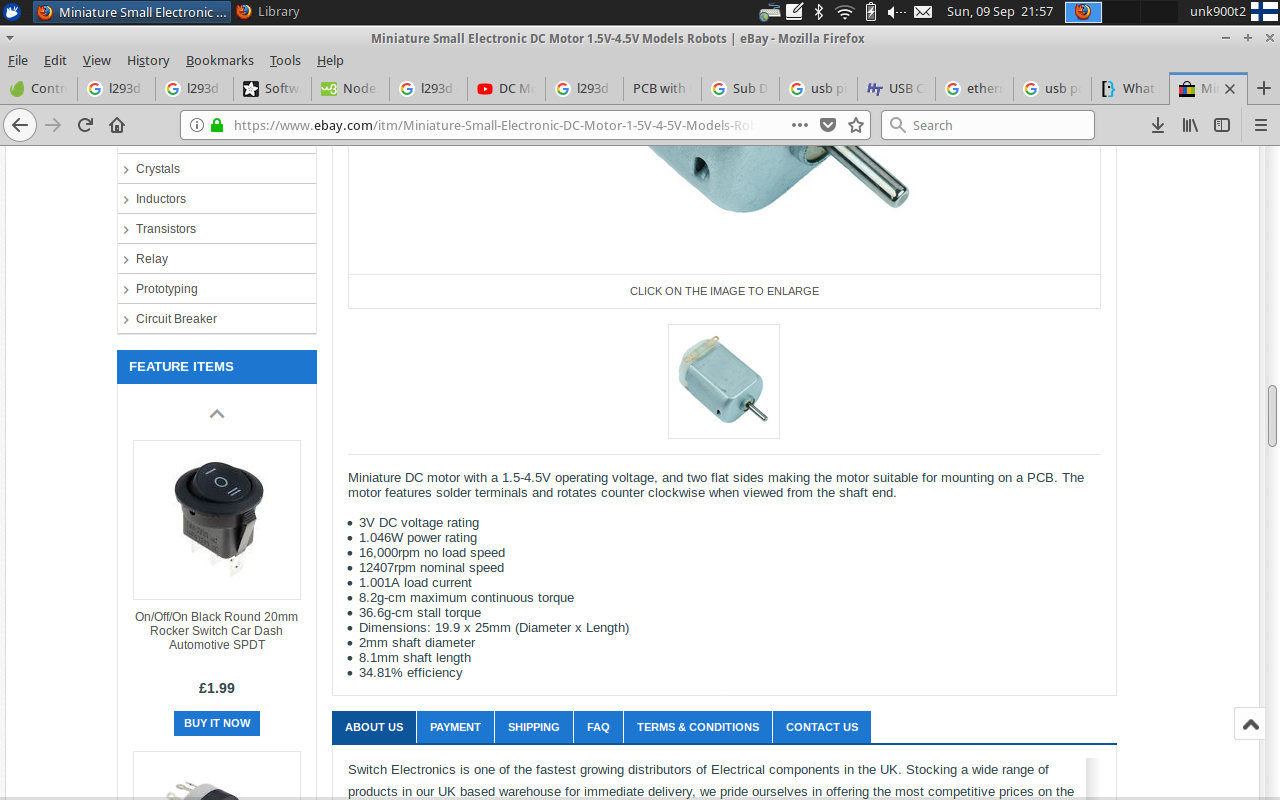 Miniature Small Electronic ...
Library
Sun, 09 Sep 21:57
unk900t2
Miniature Small Electronic DC Motor 1.5V-4.5V Models Robots | eBay - Mozilla Firefox
File Edit View History Bookmarks Tools Help
Contr l293d l293d Softw Node. l293d DC Mo l293d PCB with Sub D usb pi USB C ether usb pi What Mi
https://www.ebay.com/itm/Miniature-Small-Electronic-DC-Motor-1-5V-4-5V-Models-Rob
Search
Crystals
Inductors
Transistors
Relay
Prototyping
Circuit Breaker
FEATURE ITEMS
On/Off/On Black Round 20mm
Rocker Switch Car Dash
Automotive SPDT
£1.99
BUY IT NOW
CLICK ON THE IMAGE TO ENLARGE
Miniature DC motor with a 1.5-4.5V operating voltage, and two flat sides making the motor suitable for mounting on a PCB. The
motor features solder terminals and rotates counter clockwise when viewed from the shaft end.
3V DC voltage rating
1.046W power rating
16,000rpm no load speed
12407rpm nominal speed
1.001A load current
8.2g-cm maximum continuous torque
36.6g-cm stall torque
Dimensions: 19.9 x 25mm (Diameter x Length)
2mm shaft diameter
8.1mm shaft length
34.81% efficiency
ABOUT US PAYMENT SHIPPING FAQ TERMS & CONDITIONS CONTACT US
Switch Electronics is one of the fastest growing distributors of Electrical components in the UK. Stocking a wide range of
products in our UK based warehouse for immediate delivery, we pride ourselves in offering the most competitive prices on the